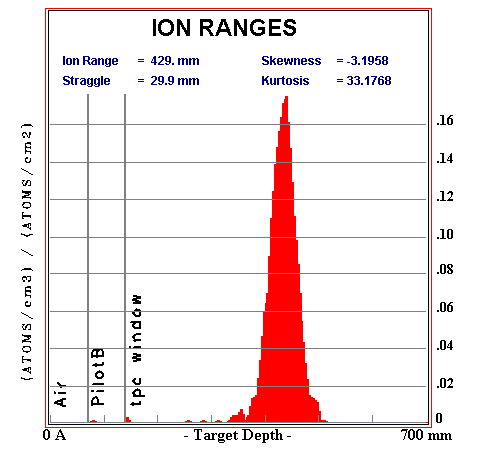 ION RANGES
Ion Range = 429. mm Skewness = -3.1958
Straggle = 29.9 mm Kurtosis = 33.1768
(ATOMS/cm3) / (ATOMS/cm2)
.16
.14
.12
.10
.08
.06
.04
.02
0
Air
PilotB
tpc window
0 A - Target Depth - 700 mm